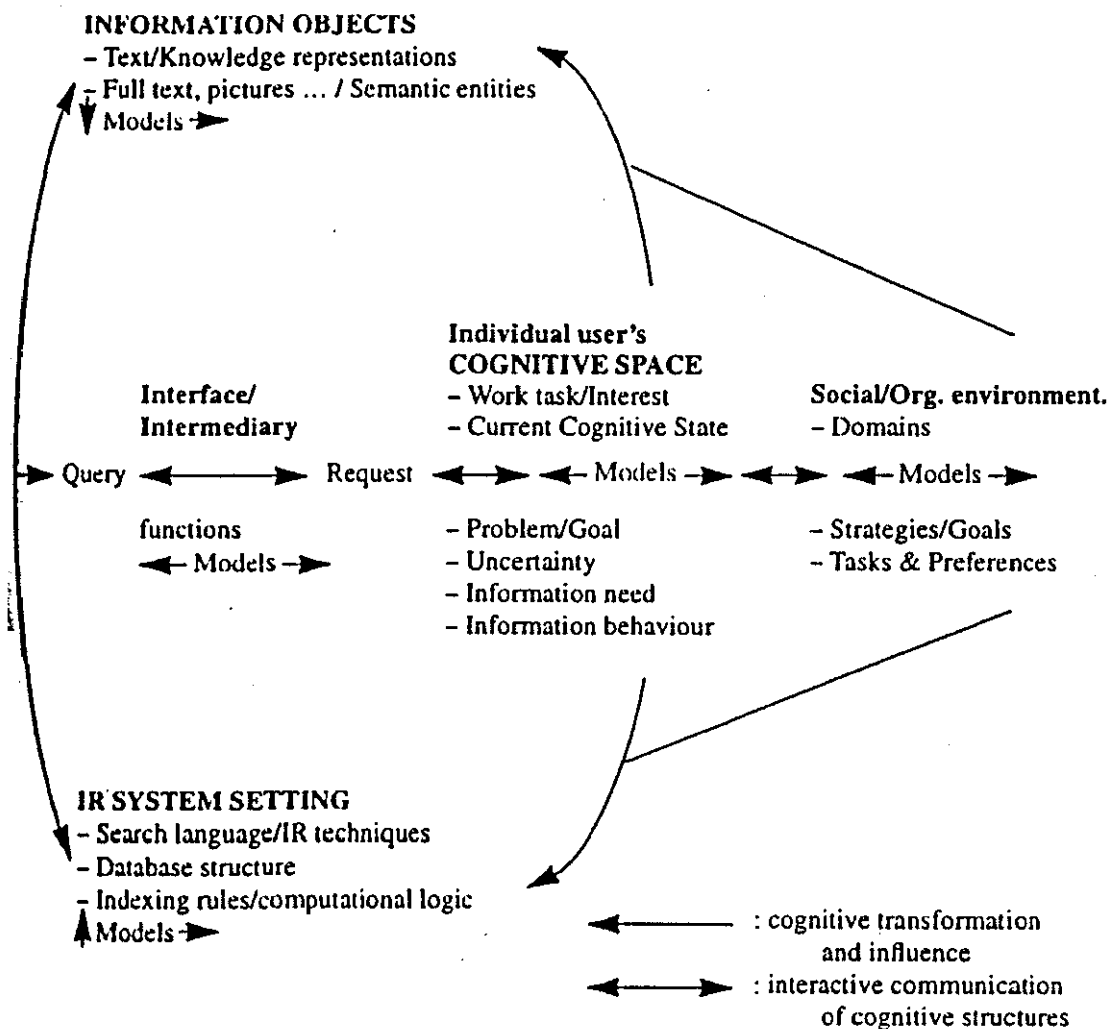 INFORMATION OBJECTS
– Text/Knowledge representations
– Full text, pictures ... / Semantic entities
Models
Individual user's
COGNITIVE SPACE
– Work task/Interest
– Current Cognitive State
Interface/
Intermediary
Social/Org. environment.
– Domains
Query
Request
Models
Models
functions
Models
– Problem/Goal
– Uncertainty
– Information need
– Information behaviour
– Strategies/Goals
– Tasks & Preferences
IR SYSTEM SETTING
– Search language/IR techniques
– Database structure
– Indexing rules/computational logic
Models
: cognitive transformation
and influence
: interactive communication
of cognitive structures